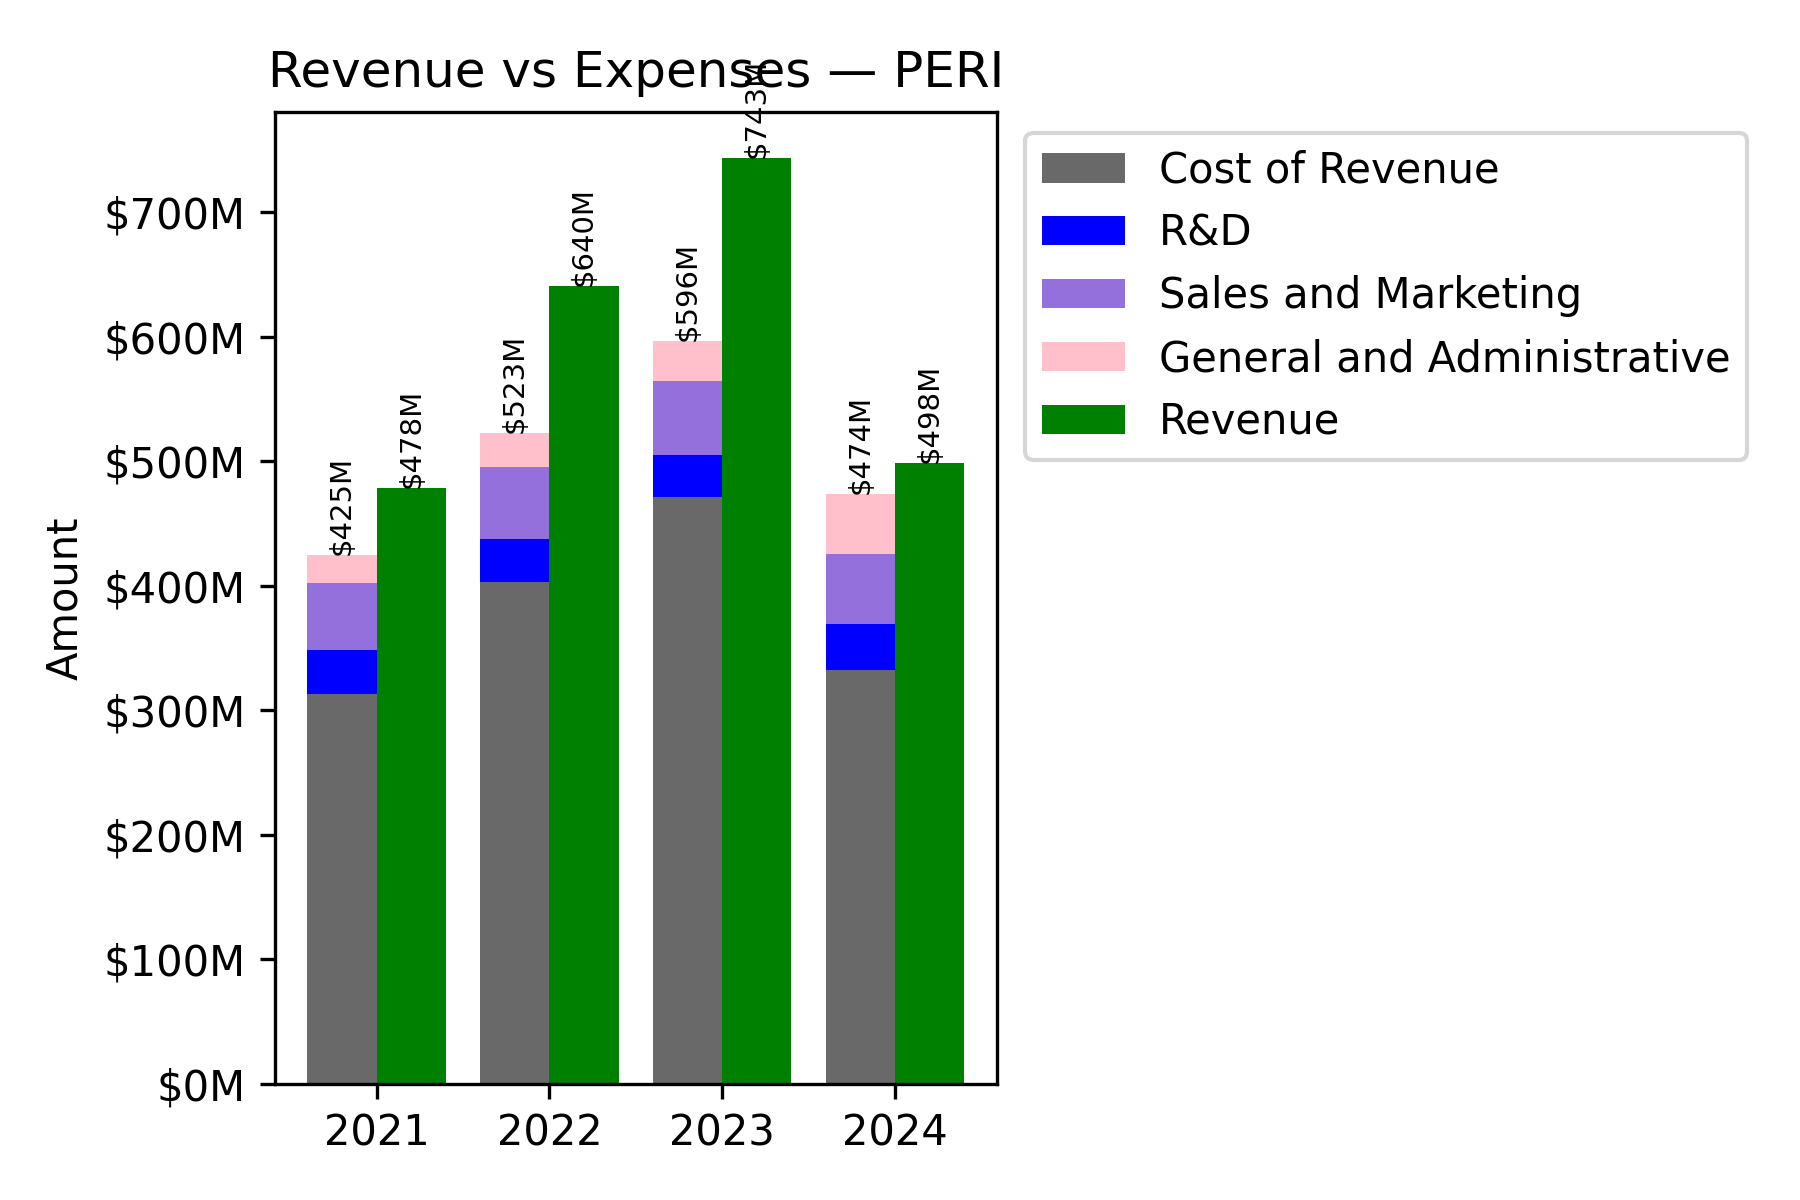 Revenue vs Expenses — PERI
Amount
$700M
$600M
$500M
$400M
$300M
$200M
$100M
$0M
$425M
$478M
$523M
$640M
$596M
$743M
$474M
$498M
2021
2022
2023
2024
Cost of Revenue
R&D
Sales and Marketing
General and Administrative
Revenue